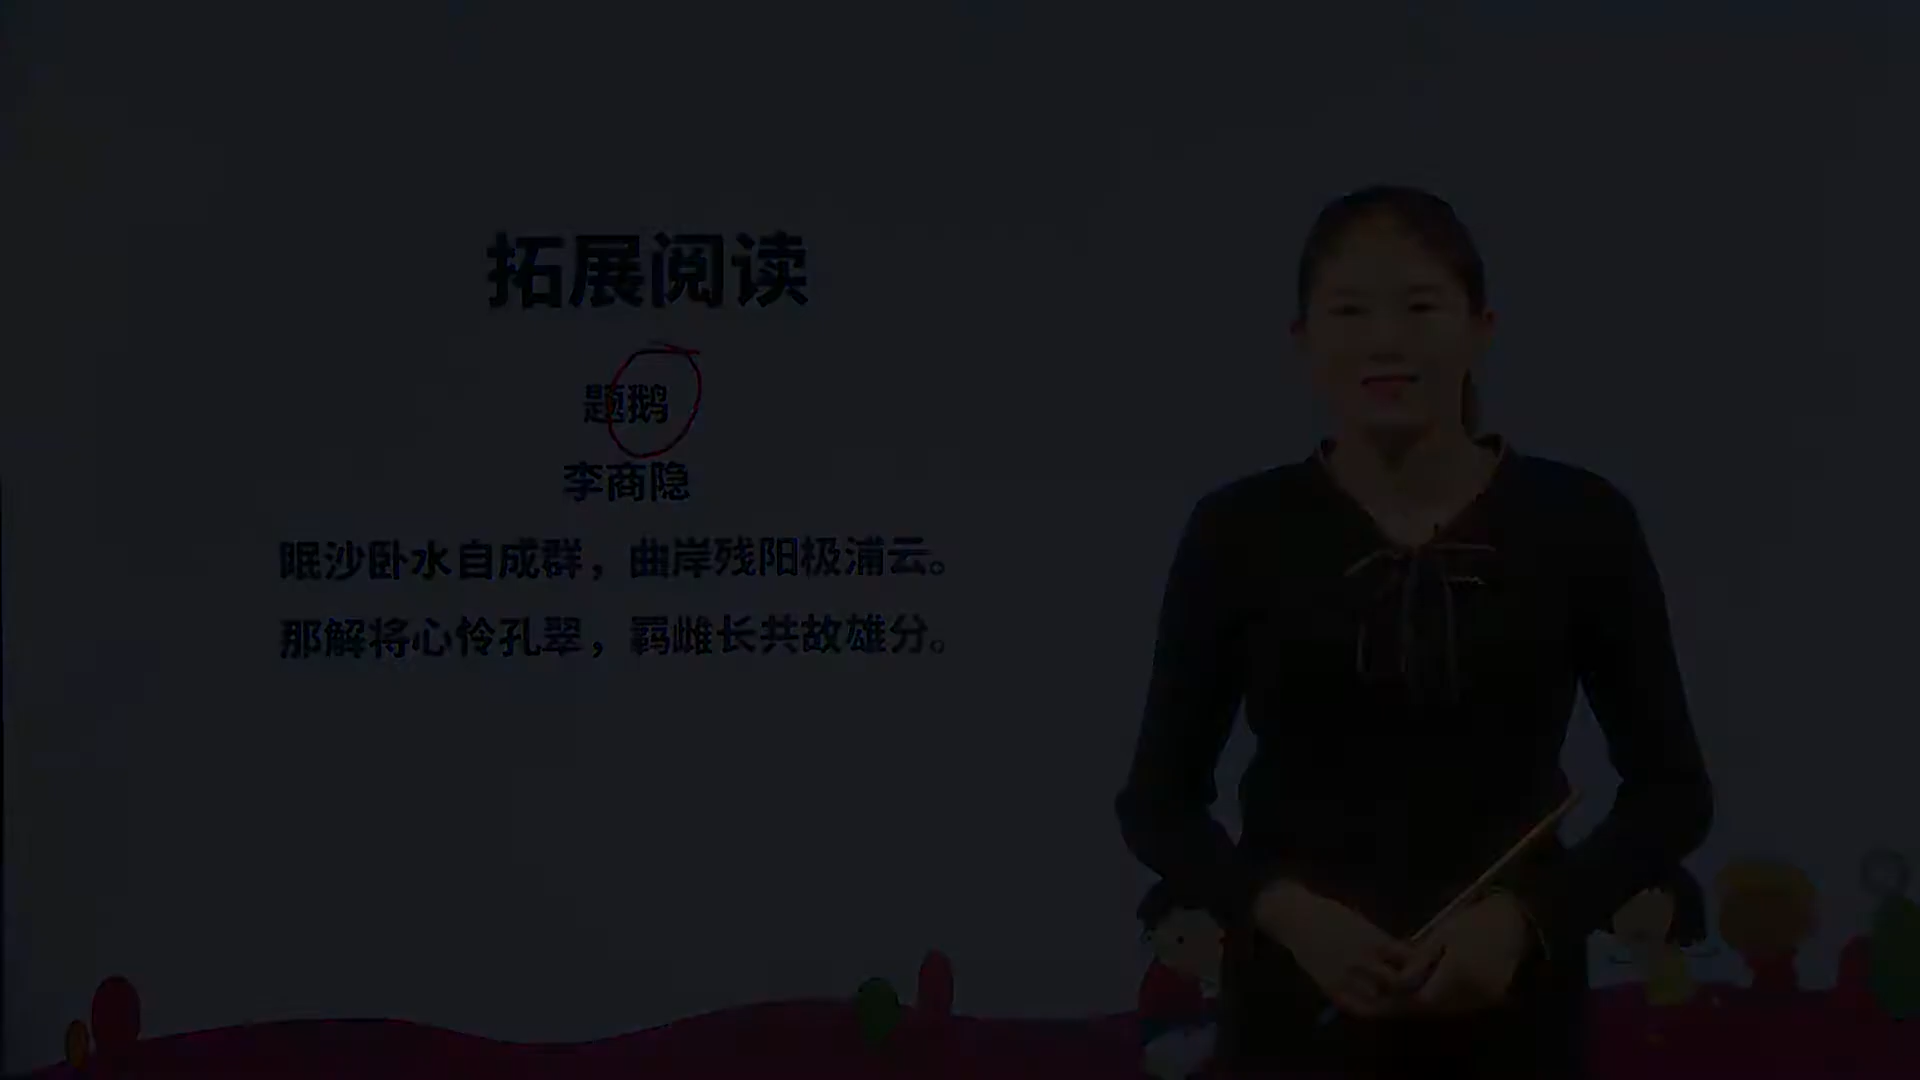 拓展阅读
题鹅
李商隐
眠沙卧水自成群，曲岸残阳极浦云。
那解将心怜孔翠，羁雌长共故雄分。